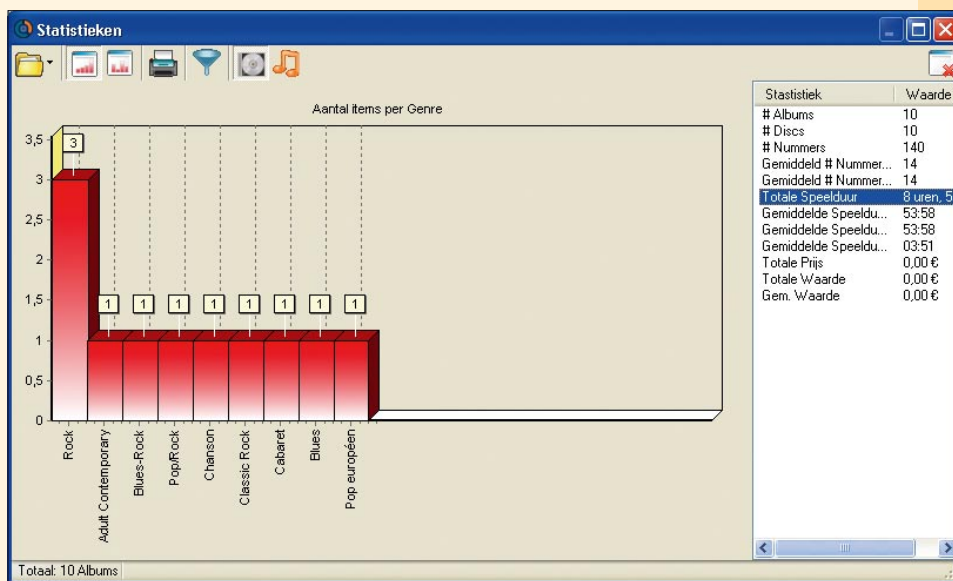 Statistieken
Aantal items per Genre
3,5
3
2,5
2
1,5
1
0,5
0
3
1
1
1
1
1
1
1
1
Rock
Adult Contemporary
Blues-Rock
Pop/Rock
Chanson
Classic Rock
Cabaret
Blues
Pop européen
Stastistiek Waarde
# Albums 10
# Discs 10
# Nummers 140
Gemiddeld # Nummer... 14
Gemiddeld # Nummer... 14
Totale Speelduur 8 uren, 5
Gemiddelde Speeldu... 53:58
Gemiddelde Speeldu... 53:58
Gemiddelde Speeldu... 03:51
Totale Prijs 0,00 €
Totale Waarde 0,00 €
Gem. Waarde 0,00 €
Totaal: 10 Albums